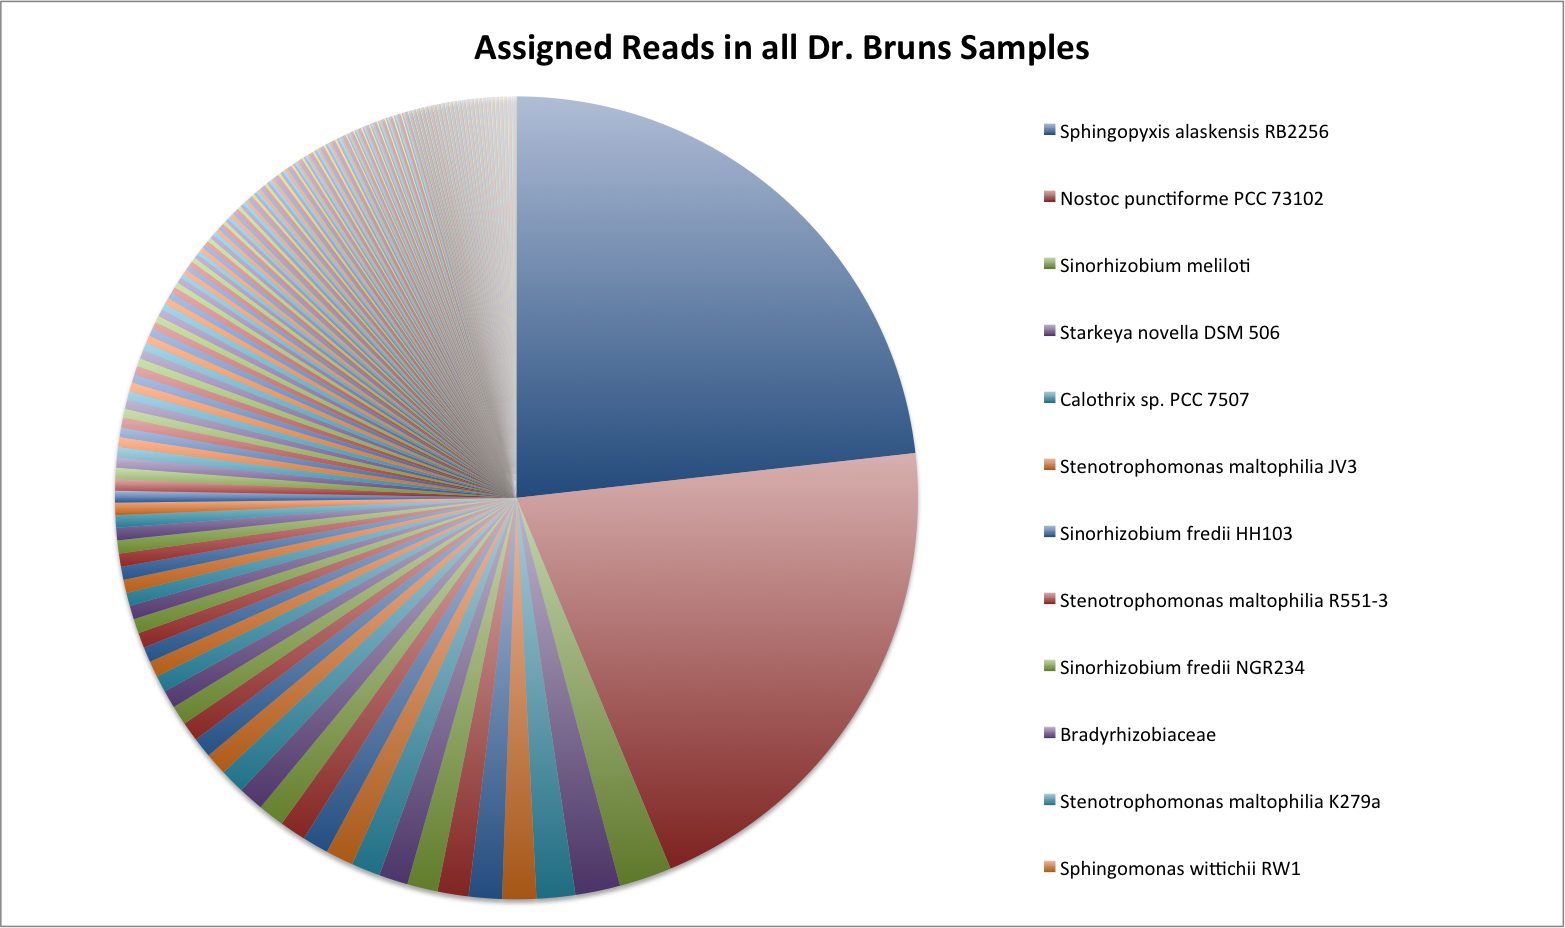 Assigned Reads in all Dr. Bruns Samples
Sphingopyxis alaskensis RB2256
Nostoc punctiforme PCC 73102
Sinorhizobium meliloti
Starkeya novella DSM 506
Calothrix sp. PCC 7507
Stenotrophomonas maltophilia JV3
Sinorhizobium fredii HH103
Stenotrophomonas maltophilia R551-3
Sinorhizobium fredii NGR234
Bradyrhizobiaceae
Stenotrophomonas maltophilia K279a
Sphingomonas wittichii RW1